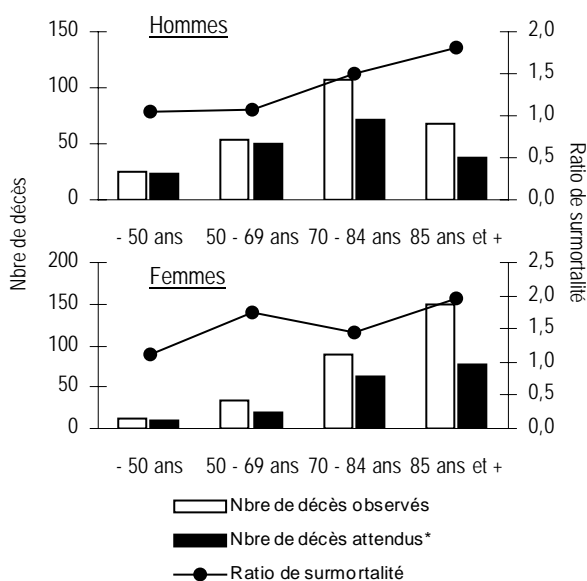 Hommes
150
100
50
0
2,0
1,5
1,0
0,5
0,0
- 50 ans 50 - 69 ans 70 - 84 ans 85 ans et +
Nbre de décès
Ratio de surmortalité
Femmes
200
150
100
50
0
2,5
2,0
1,5
1,0
0,5
0,0
- 50 ans 50 - 69 ans 70 - 84 ans 85 ans et +
Nbre de décès observés
Nbre de décès attendus*
Ratio de surmortalité